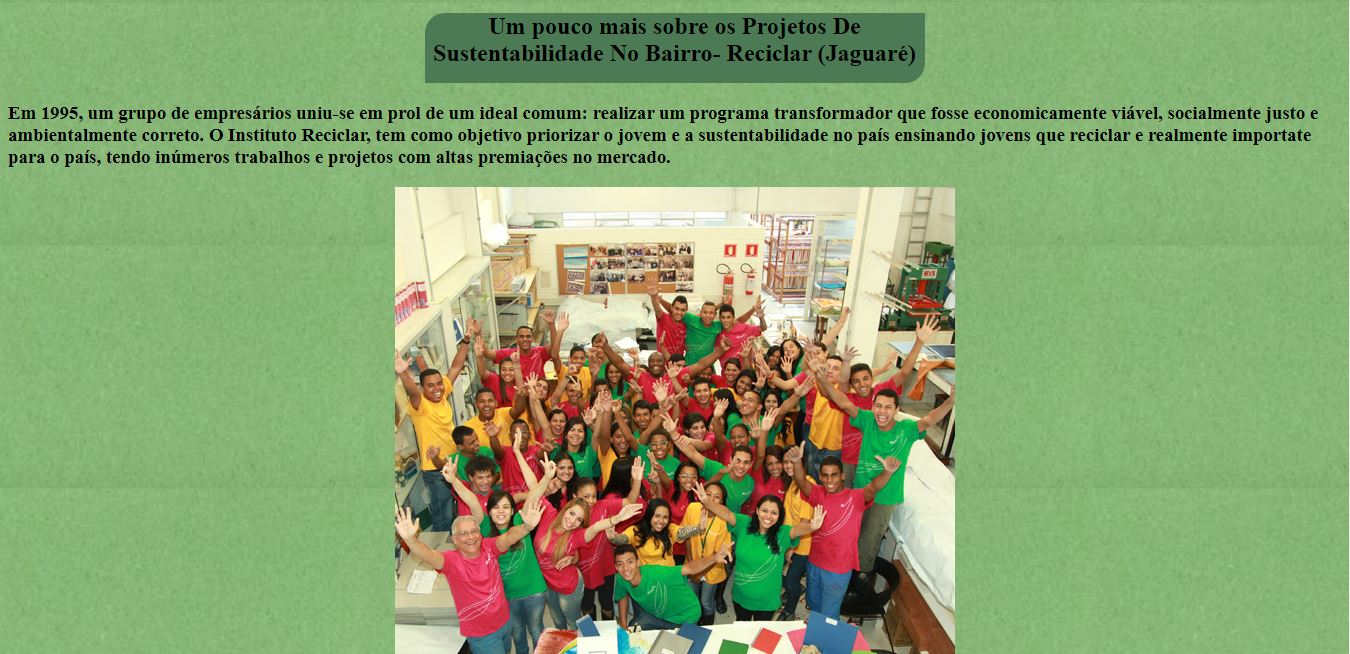 Um pouco mais sobre os Projetos De
Sustentabilidade No Bairro- Reciclar (Jaguaré)
Em 1995, um grupo de empresários uniu-se em prol de um ideal comum: realizar um programa transformador que fosse economicamente viável, socialmente justo e
ambientalmente correto. O Instituto Reciclar, tem como objetivo priorizar o jovem e a sustentabilidade no país ensinando jovens que reciclar e realmente importate
para o país, tendo inúmeros trabalhos e projetos com altas premiações no mercado.